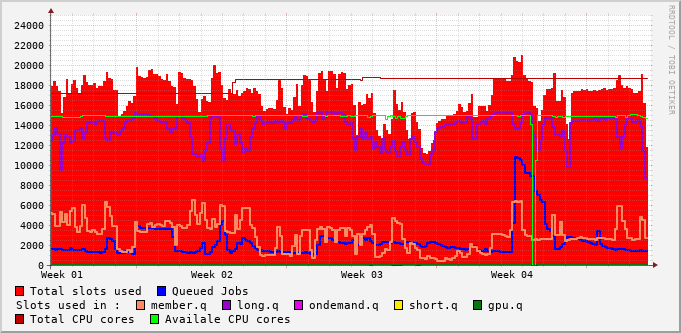 RRDTOOL / TOBI OETIKER
24000
22000
20000
18000
16000
14000
12000
10000
8000
6000
4000
2000
0
Week 01 Week 02 Week 03 Week 04
Total slots used Queued Jobs
Slots used in : member.q long.q ondemand.q short.q gpu.q
Total CPU cores Availale CPU cores